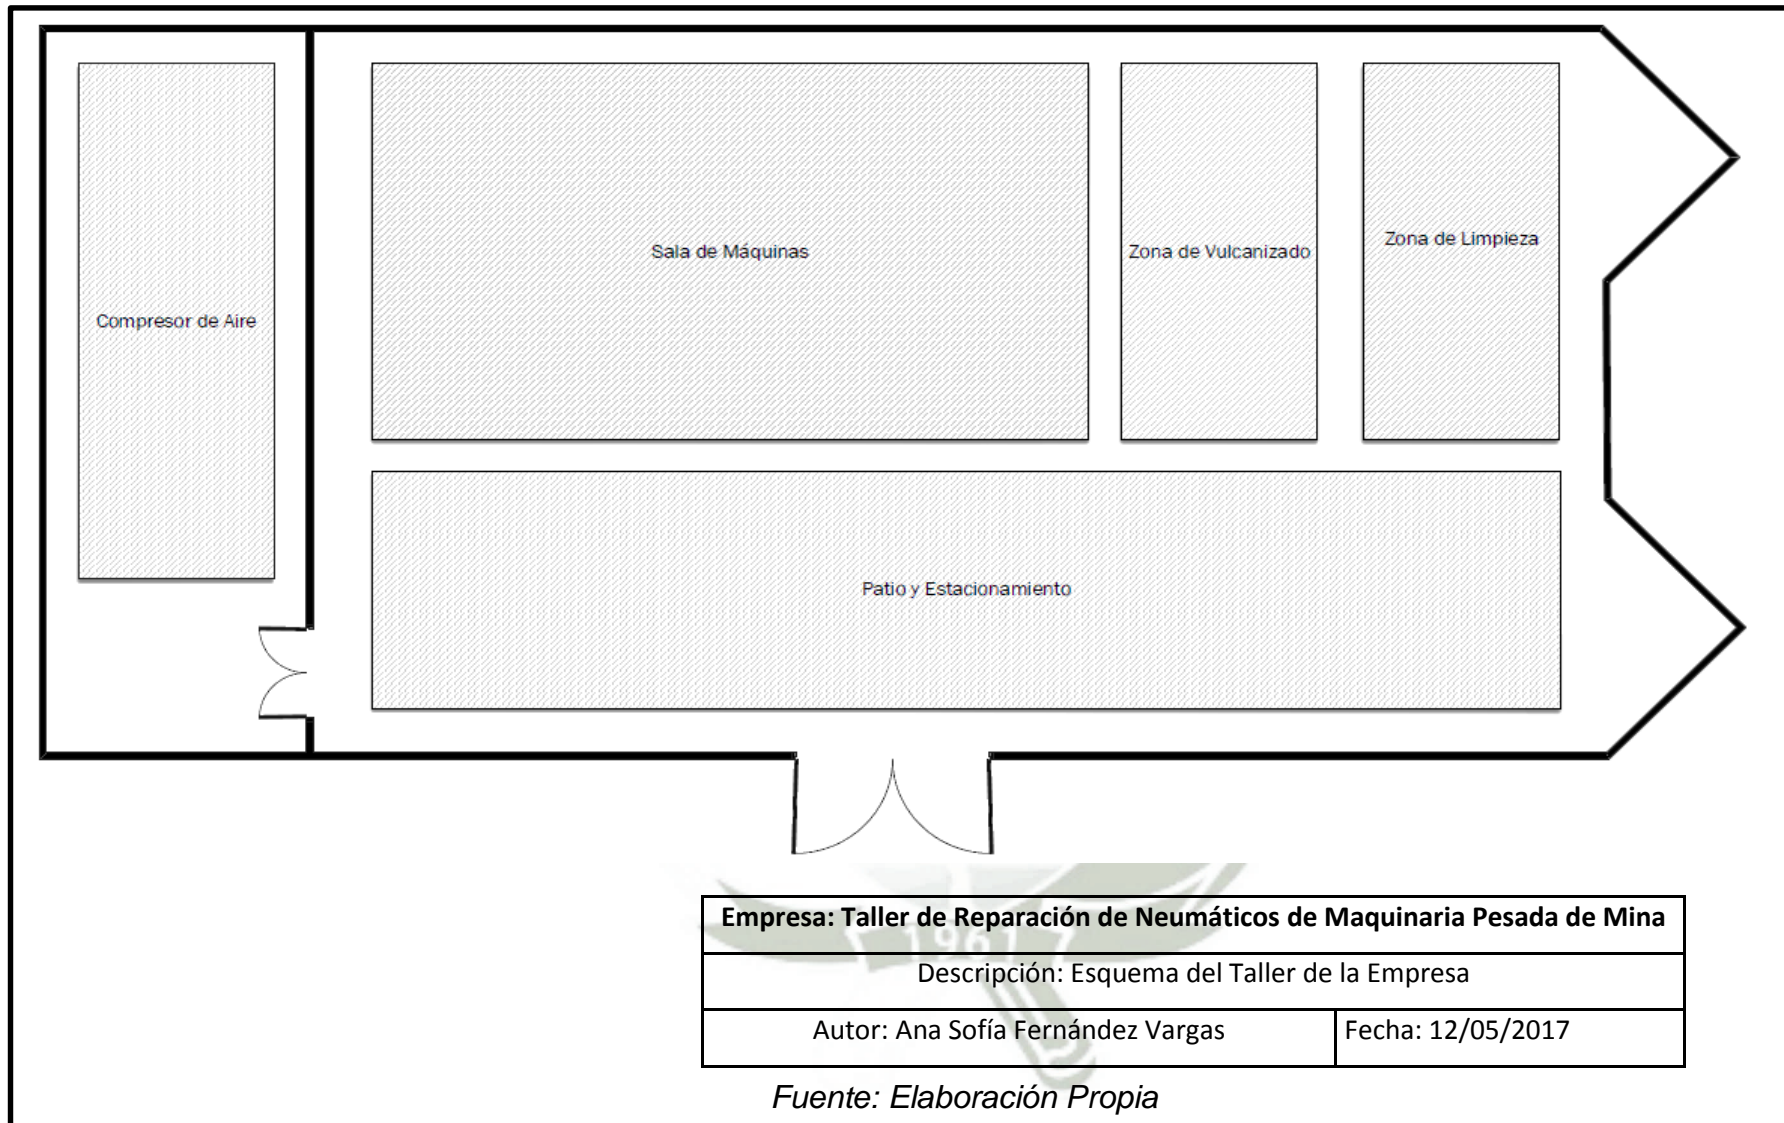 Sala de Máquinas
Zona de Vulcanizado
Zona de Limpieza
Compresor de Aire
Patio y Estacionamiento
1961
Empresa: Taller de Reparación de Neumáticos de Maquinaria Pesada de Mina
Descripción: Esquema del Taller de la Empresa
Autor: Ana Sofía Fernández Vargas
Fecha: 12/05/2017
Fuente: Elaboración Propia